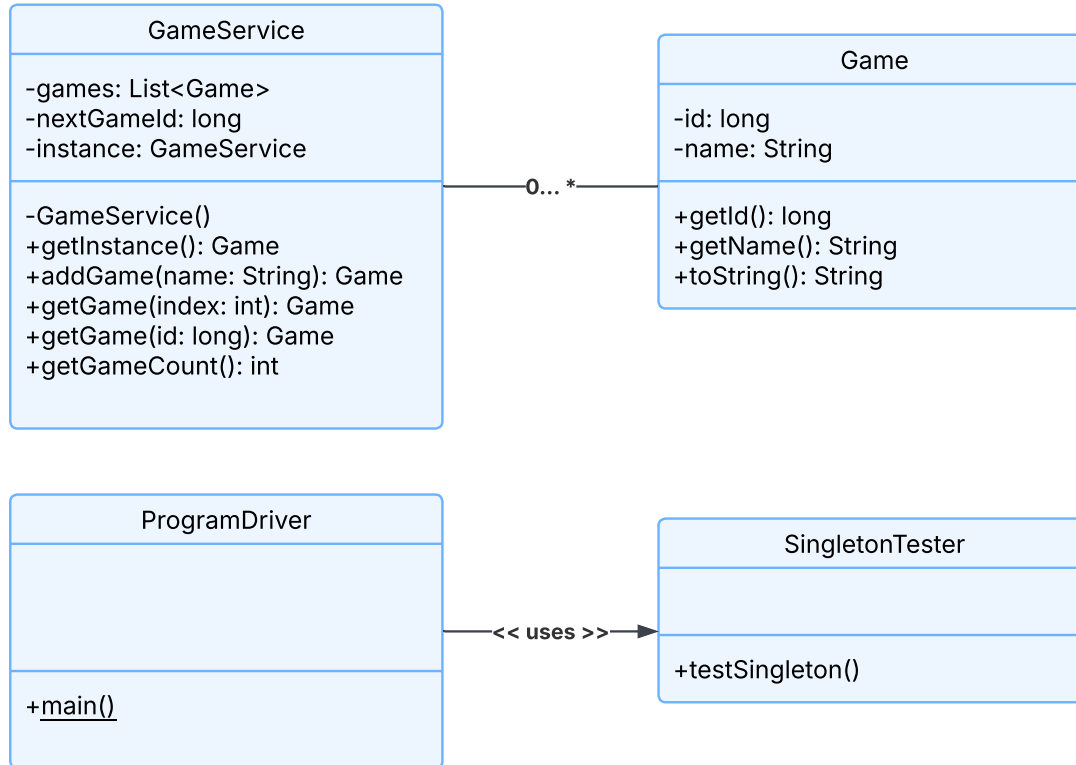 GameService
-games: List<Game>
-nextGameId: long
-instance: GameService
-GameService()
+getInstance(): Game
+addGame(name: String): Game
+getGame(index: int): Game
+getGame(id: long): Game
+getGameCount(): int
0... *
Game
-id: long
-name: String
+getId(): long
+getName(): String
+toString(): String
ProgramDriver
+main()
<< uses >>
SingletonTester
+testSingleton()